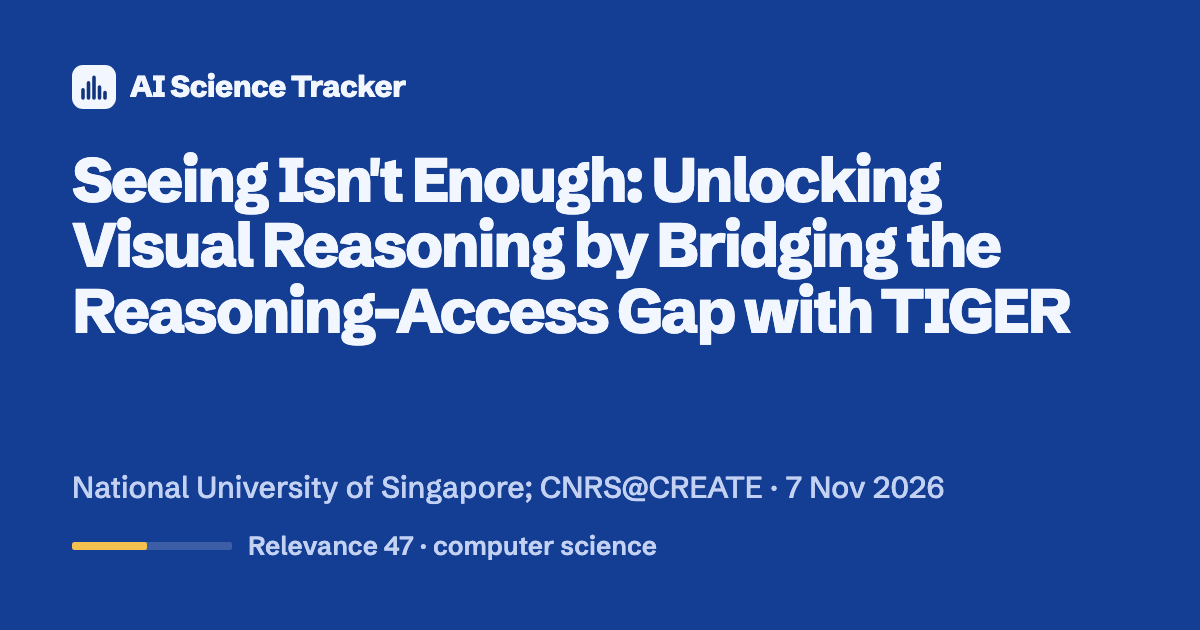 AI Science Tracker
Seeing Isn't Enough: Unlocking
Visual Reasoning by Bridging the
Reasoning-Access Gap with TIGER
National University of Singapore; CNRS@CREATE · 7 Nov 2026
Relevance 47 · computer science